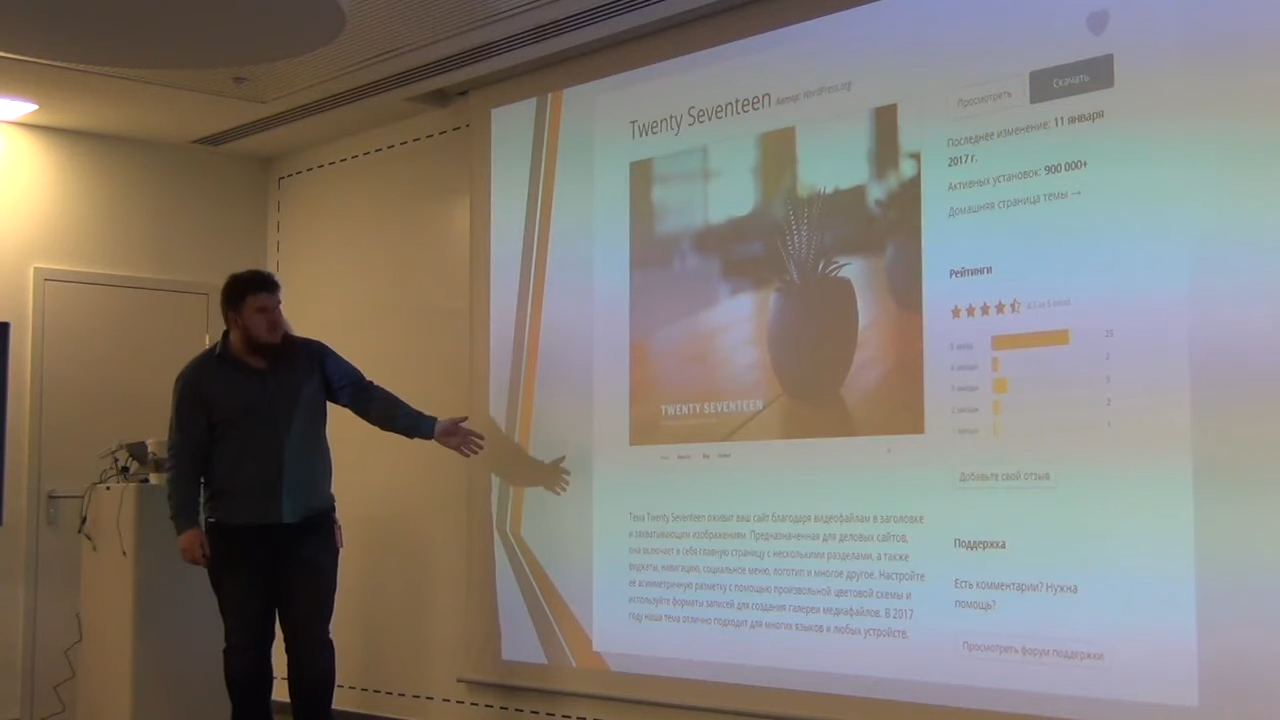 Twenty Seventeen Автор: WordPress.org
TWENTY SEVENTEEN
Тема Twenty Seventeen оживит ваш сайт благодаря видеофайлам в заголовке
и захватывающим изображениям. Предназначенная для деловых сайтов,
она включает в себя главную страницу с несколькими разделами, а также
виджеты, навигацию, социальное меню, логотип и многое другое. Настройте
ее асимметричную разметку с помощью произвольной цветовой схемы и
используйте форматы записей для создания галереи медиафайлов. В 2017
году наша тема отлично подходит для многих языков и любых устройств.
Просмотреть
Скачать
Последнее изменение: 11 января
2017 г.
Активных установок: 900 000+
Домашняя страница темы →
Рейтинги
25
2
2
Добавьте свой отзыв
Поддержка
Есть комментарии? Нужна
помощь?
Просмотреть форум поддержки